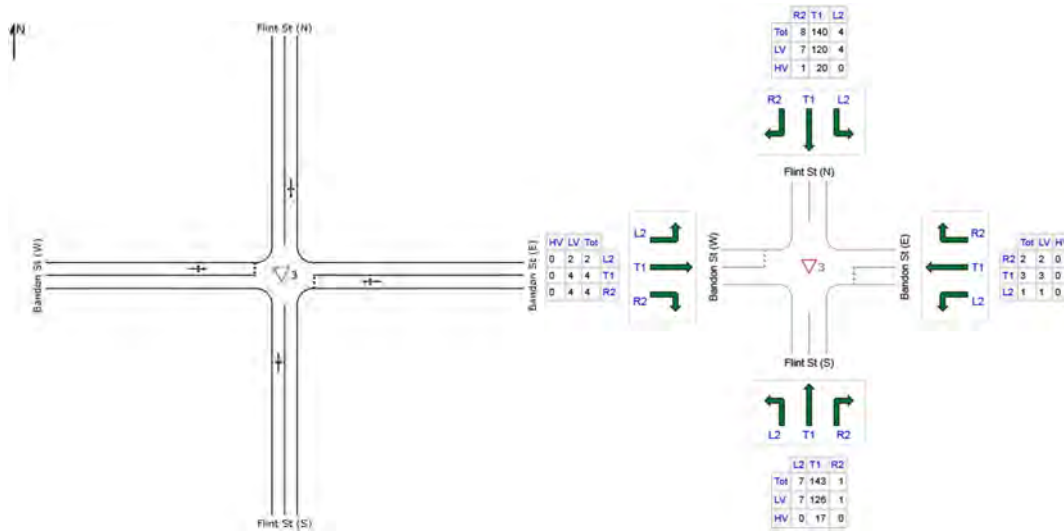 N
Flint St (N)
Bandon St (W)
3
Bandon St (E)
Flint St (S)
R2 T1 L2
Tot 8 140 4
LV 7 120 4
HV 1 20 0
R2 T1 L2
Flint St (N)
HV LV Tot
0 2 2 L2
0 4 4 T1
0 4 4 R2
L2
T1
R2
Bandon St (W)
3
Bandon St (E)
R2
T1
L2
Tot LV HV
R2 2 2 0
T1 3 3 0
L2 1 1 0
Flint St (S)
L2 T1 R2
L2 T1 R2
Tot 7 143 1
LV 7 126 1
HV 0 17 0